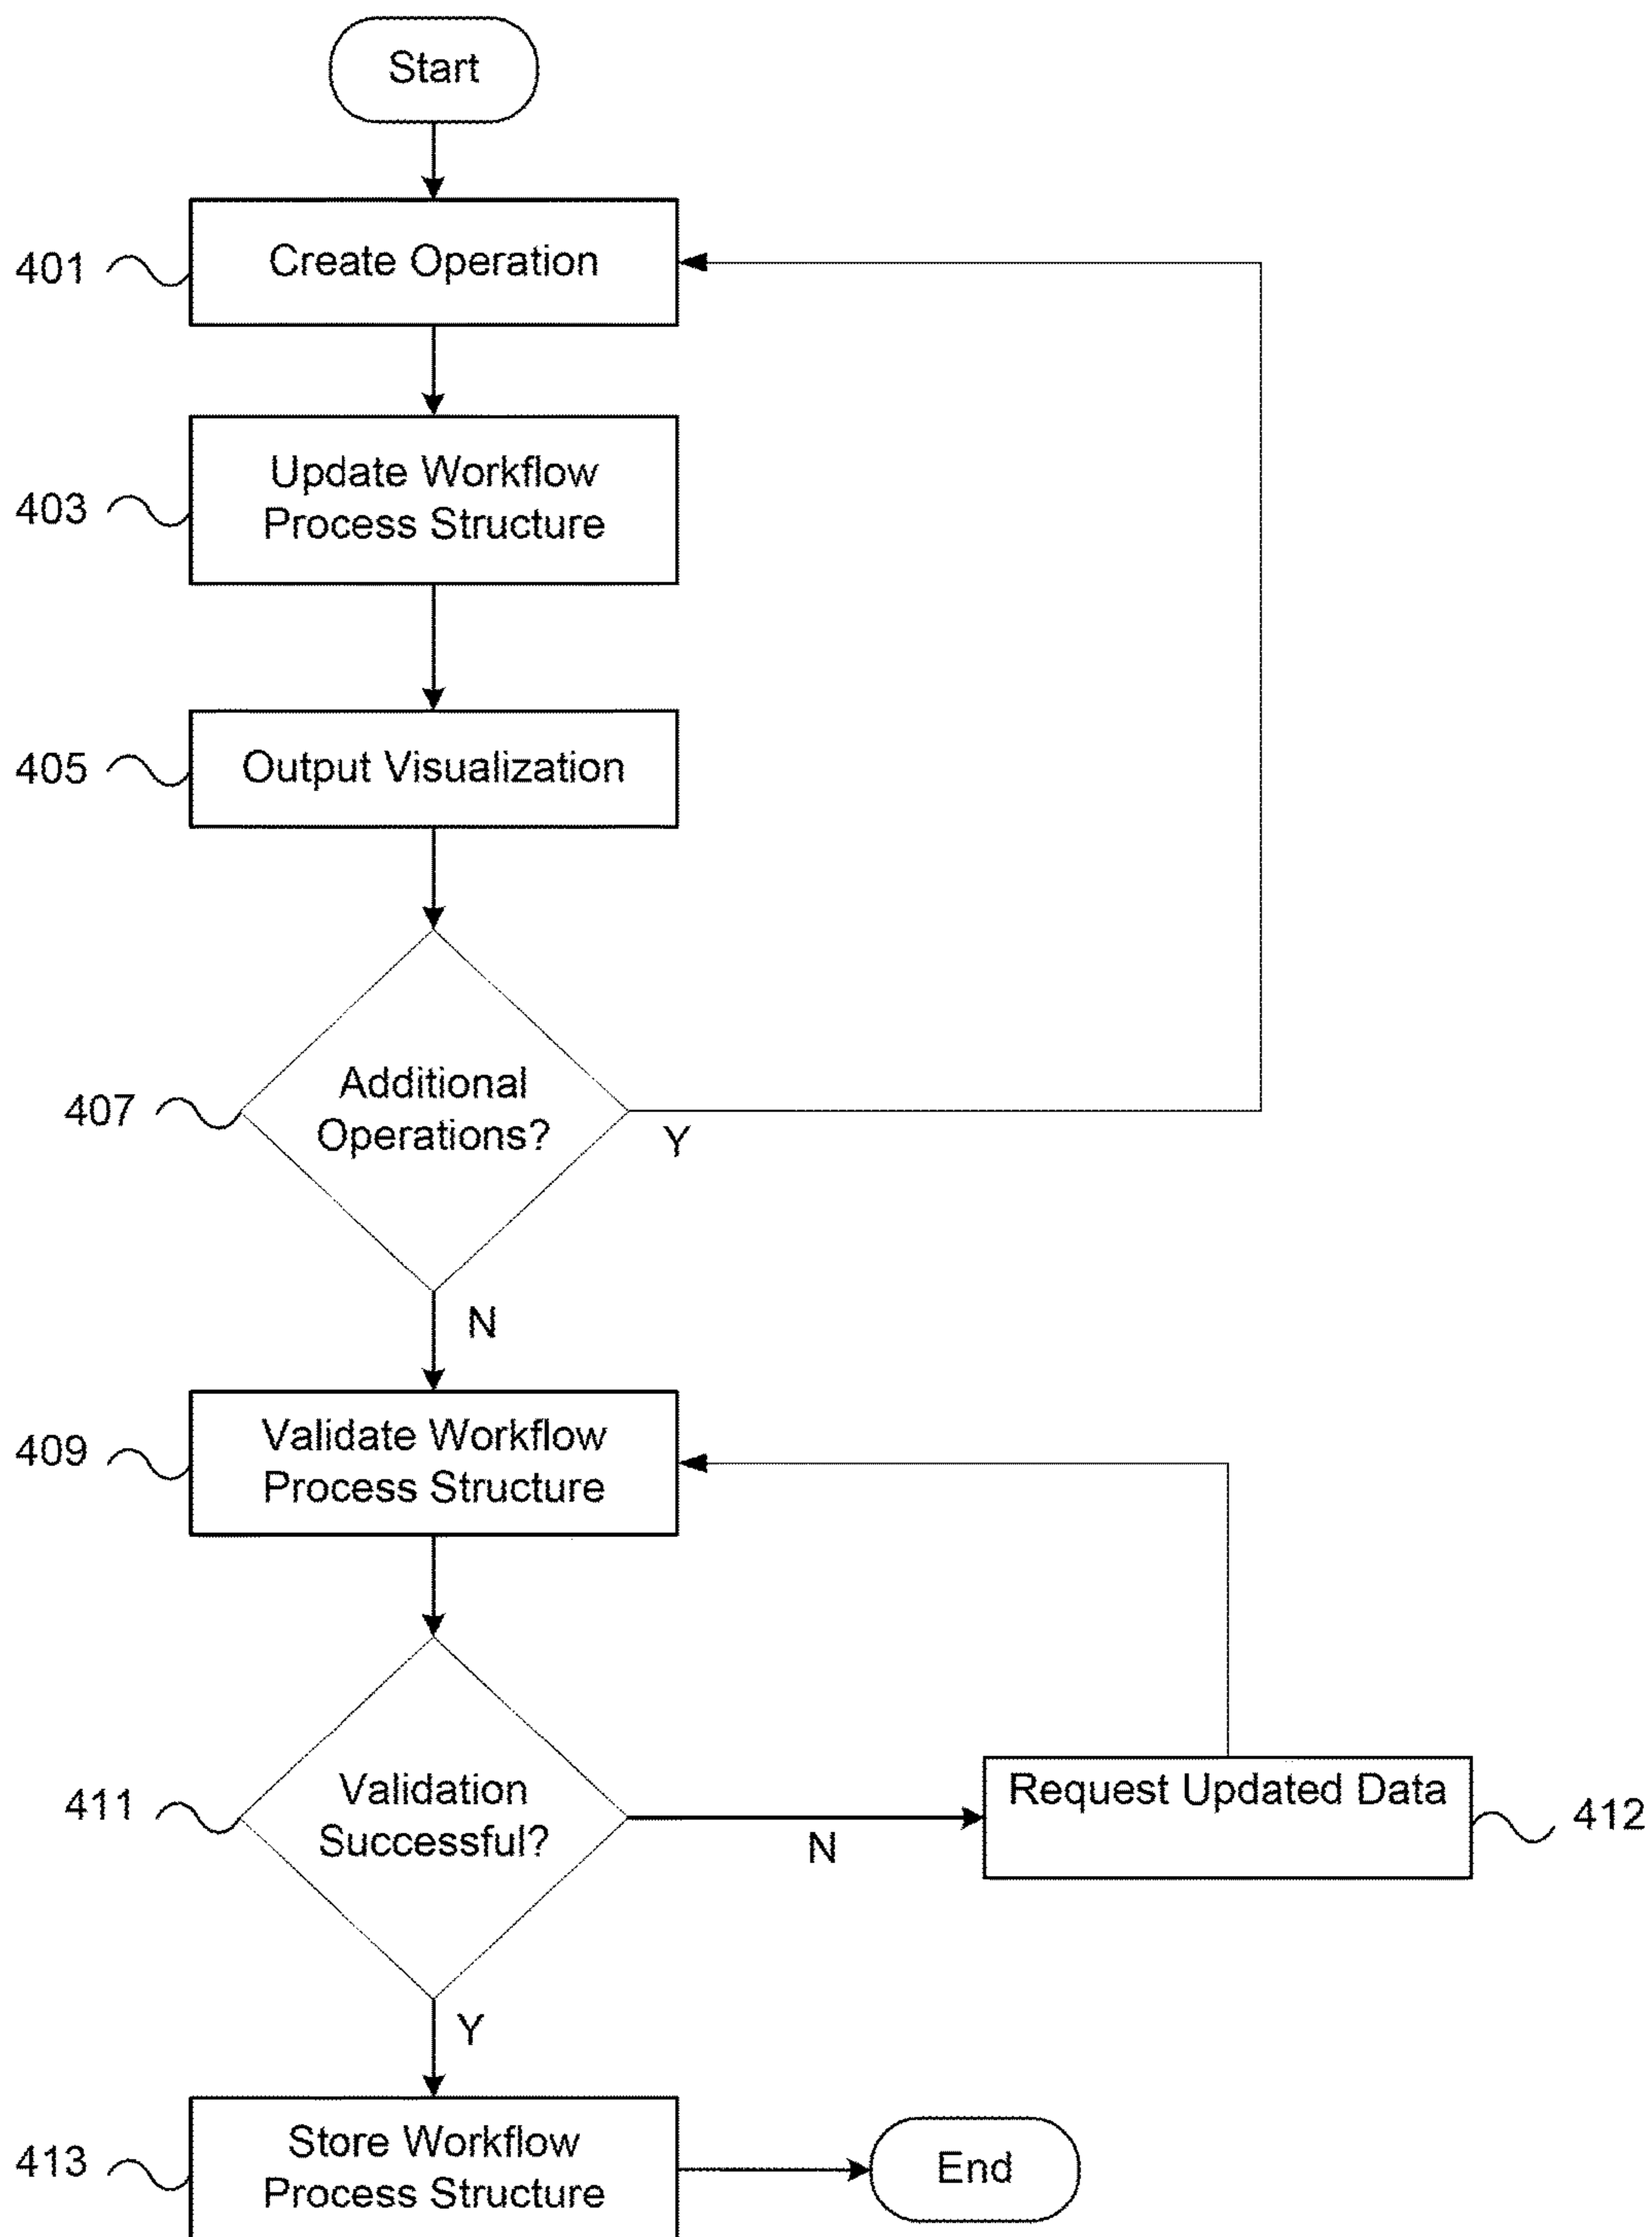 Start
401
Create Operation
403
Update Workflow
Process Structure
405
Output Visualization
407
Additional
Operations?
Y
N
409
Validate Workflow
Process Structure
411
Validation
Successful?
N
Request Updated Data
412
Y
413
Store Workflow
Process Structure
End